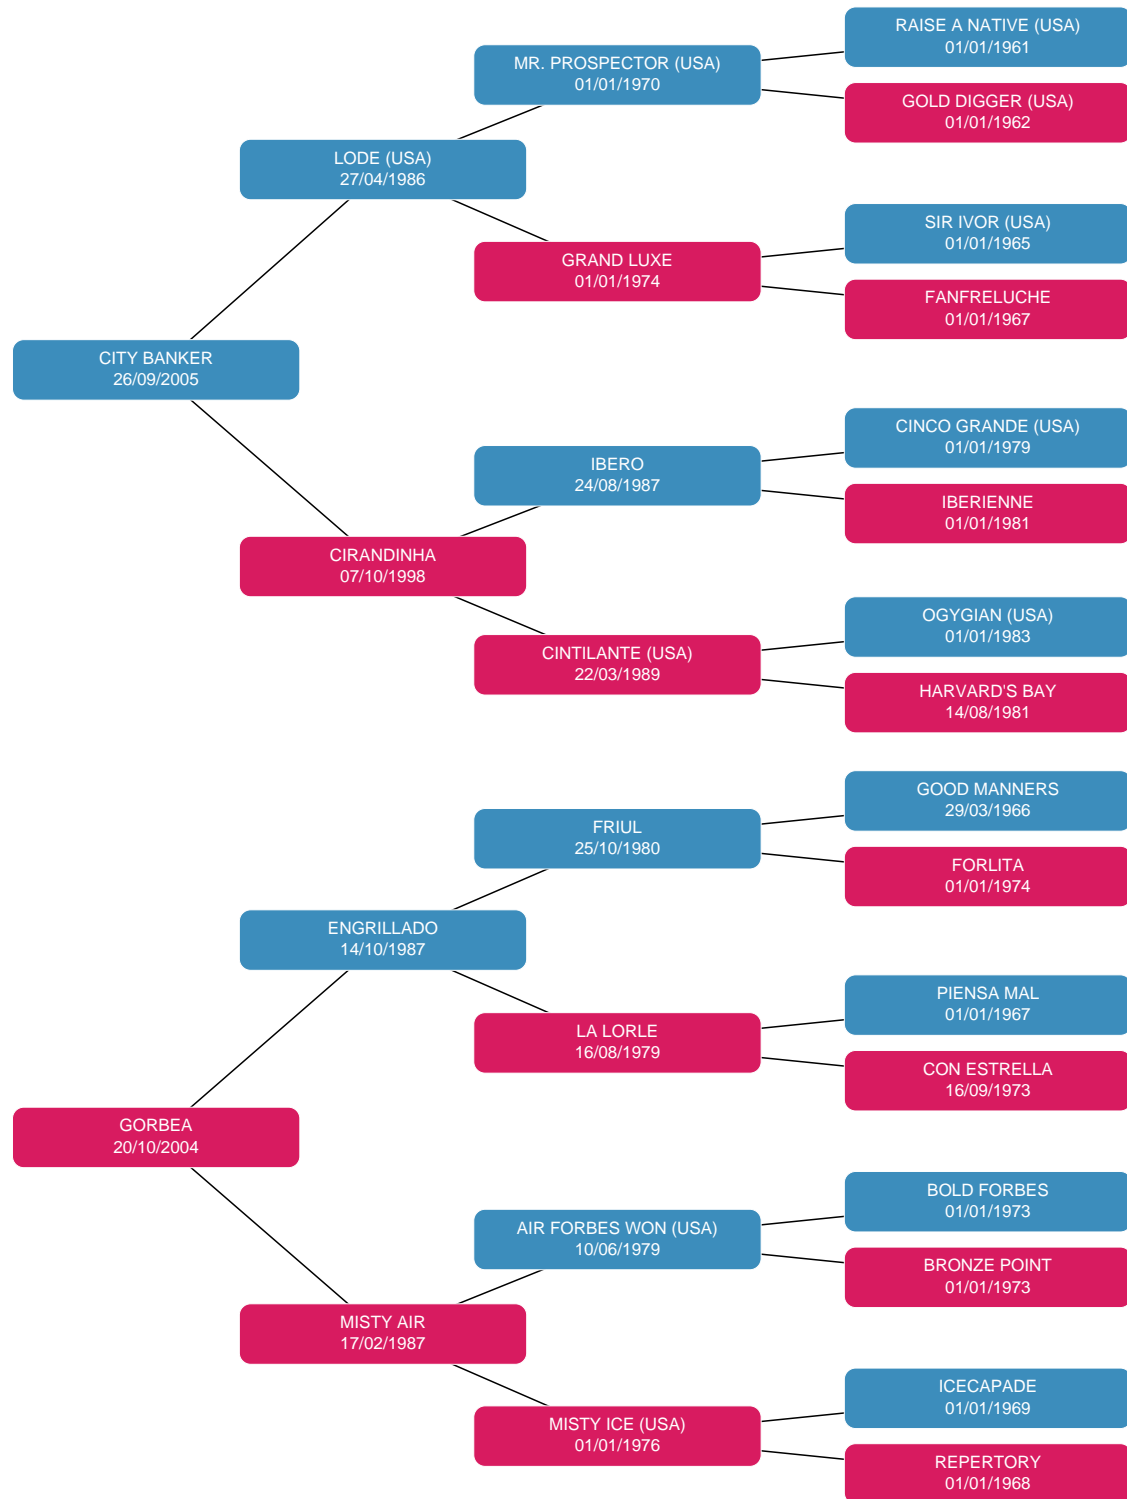 RAISE A NATIVE (USA)
01/01/1961
MR. PROSPECTOR (USA)
01/01/1970
GOLD DIGGER (USA)
01/01/1962
LODE (USA)
27/04/1986
SIR IVOR (USA)
01/01/1965
GRAND LUXE
01/01/1974
FANFRELUCHE
01/01/1967
CITY BANKER
26/09/2005
CINCO GRANDE (USA)
01/01/1979
IBERO
24/08/1987
IBERIENNE
01/01/1981
CIRANDINHA
07/10/1998
OGYGIAN (USA)
01/01/1983
CINTILANTE (USA)
22/03/1989
HARVARD'S BAY
14/08/1981
GOOD MANNERS
29/03/1966
FRIUL
25/10/1980
FORLITA
01/01/1974
ENGRILLADO
14/10/1987
PIENSA MAL
01/01/1967
LA LORLE
16/08/1979
CON ESTRELLA
16/09/1973
GORBEA
20/10/2004
BOLD FORBES
01/01/1973
AIR FORBES WON (USA)
10/06/1979
BRONZE POINT
01/01/1973
MISTY AIR
17/02/1987
ICECAPADE
01/01/1969
MISTY ICE (USA)
01/01/1976
REPERTORY
01/01/1968